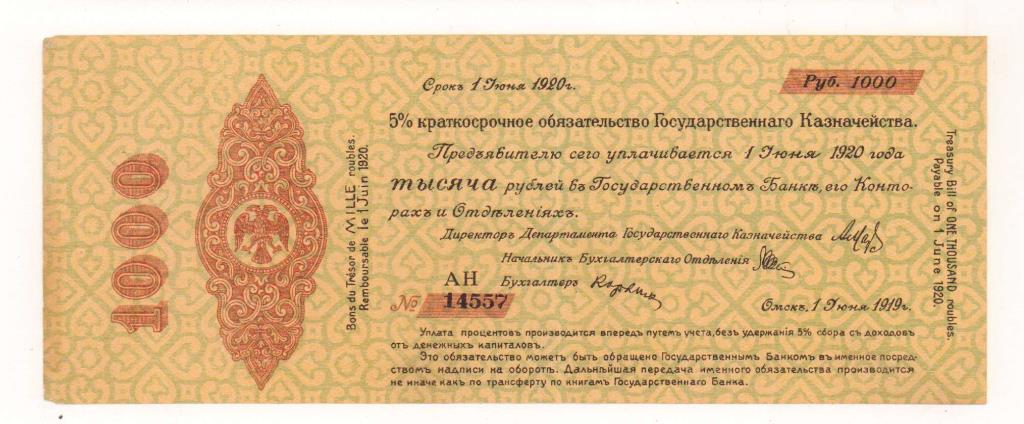 1000
Bons du Trésor de MILLE roubles.
Remboursable le 1 Juin 1920.
Срокъ 1 Июня 1920г.
Руб. 1000
5% краткосрочное обязательство Государственнаго Казначейства.
Предъявителю сего уплачивается 1 Июня 1920 года
тысяча рублей въ Государственномъ Банкѣ, его Конто-
рахъ и Отдѣленіяхъ.
Директоръ Департамента Государственнаго Казначейства
Начальникъ Бухгалтерскаго Отдѣленія
АН Бухгалтеръ
№ 14557
Омскъ, 1 Июня 1919г.
Уплата процентовъ производится впередъ путемъ учета, безъ удержанія 5% сбора съ доходовъ
отъ денежныхъ капиталовъ.
Это обязательство можетъ быть обращено Государственнымъ Банкомъ въ именное посред-
ствомъ надписи на оборотѣ. Дальнѣйшая передача именного обязательства производится
не иначе какъ по трансферту по книгамъ Государственнаго Банка.
Treasury Bill of ONE THOUSAND roubles.
Payable on 1 June 1920.